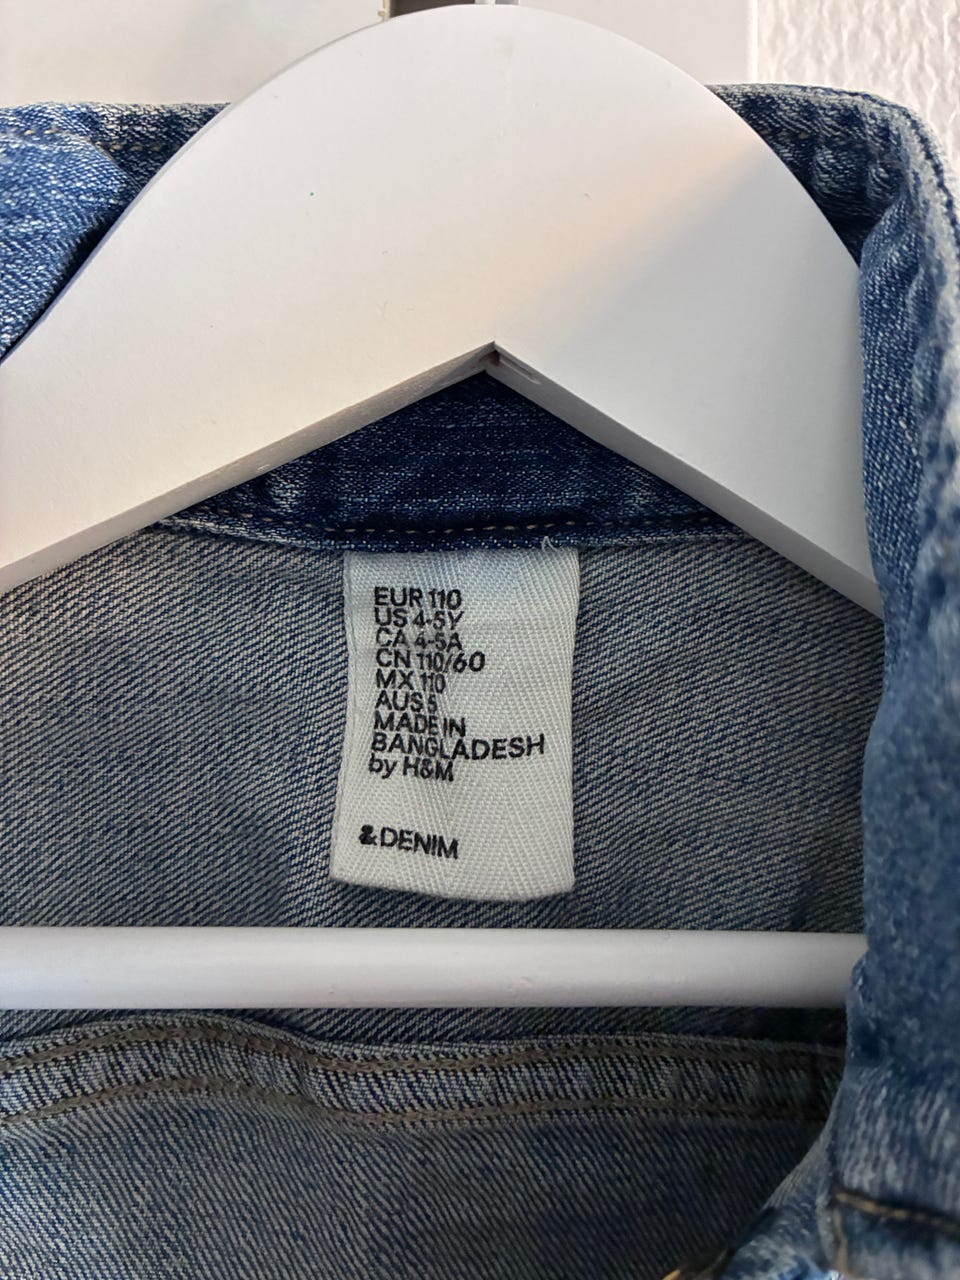 EUR 110
US 4-5Y
CA 4-5A
CN 110/60
MX 110
AUS 5
MADE IN
BANGLADESH
by H&M
& DENIM